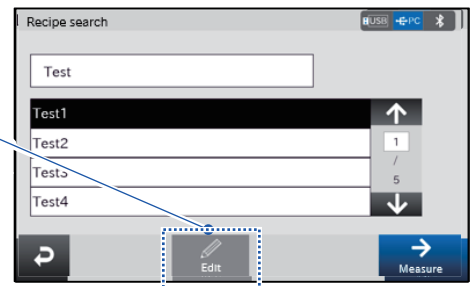 Recipe search
USB PC
Test
Test1
Test2
Test3
Test4
1
/
5
Edit
Measure